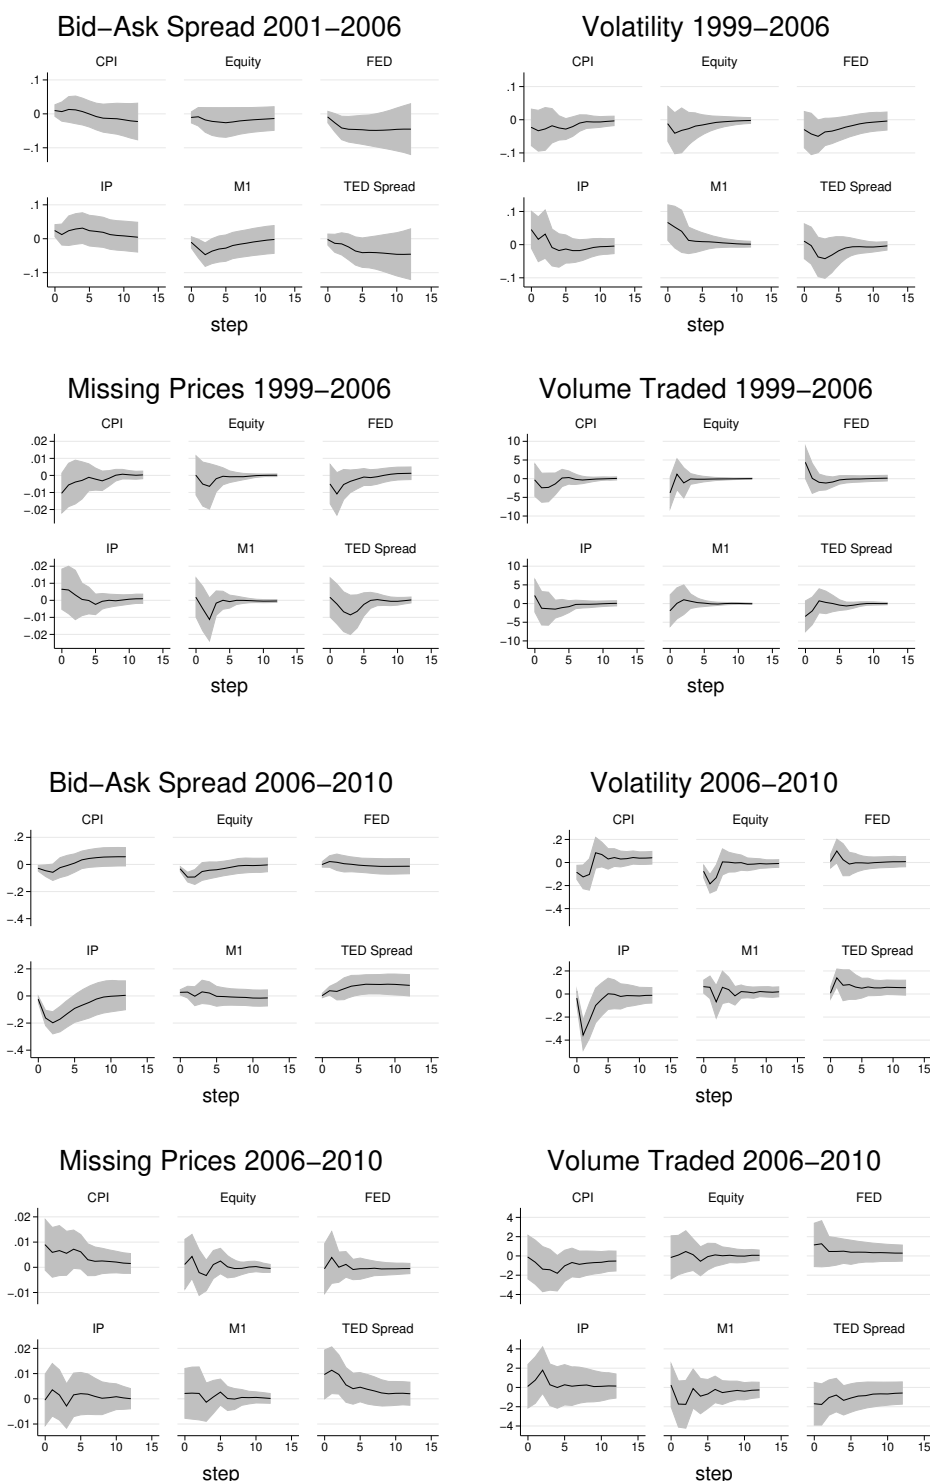 Bid−Ask Spread 2001−2006
CPI Equity FED
.1
0
−.1
IP M1 TED Spread
.1
0
−.1
0 5 10 15 0 5 10 15 0 5 10 15
step
Volatility 1999−2006
CPI Equity FED
.1
0
−.1
IP M1 TED Spread
.1
0
−.1
0 5 10 15 0 5 10 15 0 5 10 15
step
Missing Prices 1999−2006
CPI Equity FED
.02
.01
0
−.01
−.02
IP M1 TED Spread
.02
.01
0
−.01
−.02
0 5 10 15 0 5 10 15 0 5 10 15
step
Volume Traded 1999−2006
CPI Equity FED
10
5
0
−5
−10
IP M1 TED Spread
10
5
0
−5
−10
0 5 10 15 0 5 10 15 0 5 10 15
step
Bid−Ask Spread 2006−2010
CPI Equity FED
.2
0
−.2
−.4
IP M1 TED Spread
.2
0
−.2
−.4
0 5 10 15 0 5 10 15 0 5 10 15
step
Volatility 2006−2010
CPI Equity FED
.2
0
−.2
−.4
IP M1 TED Spread
.2
0
−.2
−.4
0 5 10 15 0 5 10 15 0 5 10 15
step
Missing Prices 2006−2010
CPI Equity FED
.02
.01
0
−.01
IP M1 TED Spread
.02
.01
0
−.01
0 5 10 15 0 5 10 15 0 5 10 15
step
Volume Traded 2006−2010
CPI Equity FED
4
2
0
−2
−4
IP M1 TED Spread
4
2
0
−2
−4
0 5 10 15 0 5 10 15 0 5 10 15
step